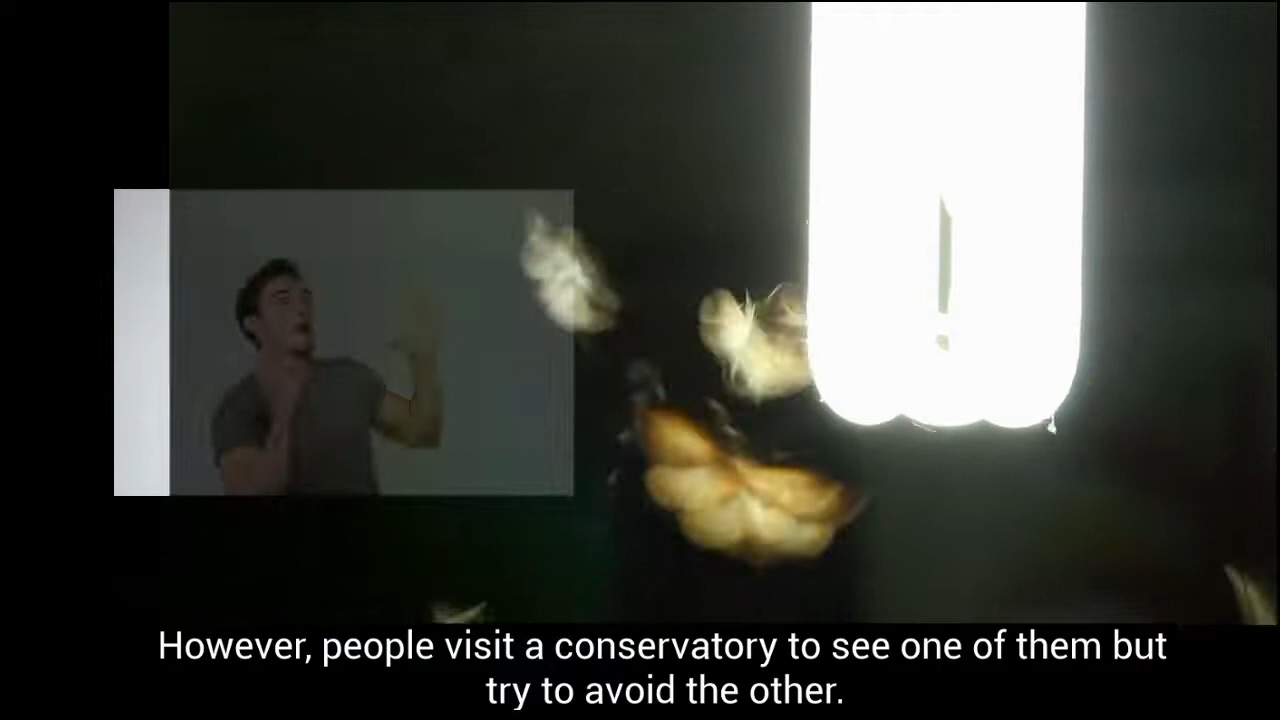 However, people visit a conservatory to see one of them but
try to avoid the other.